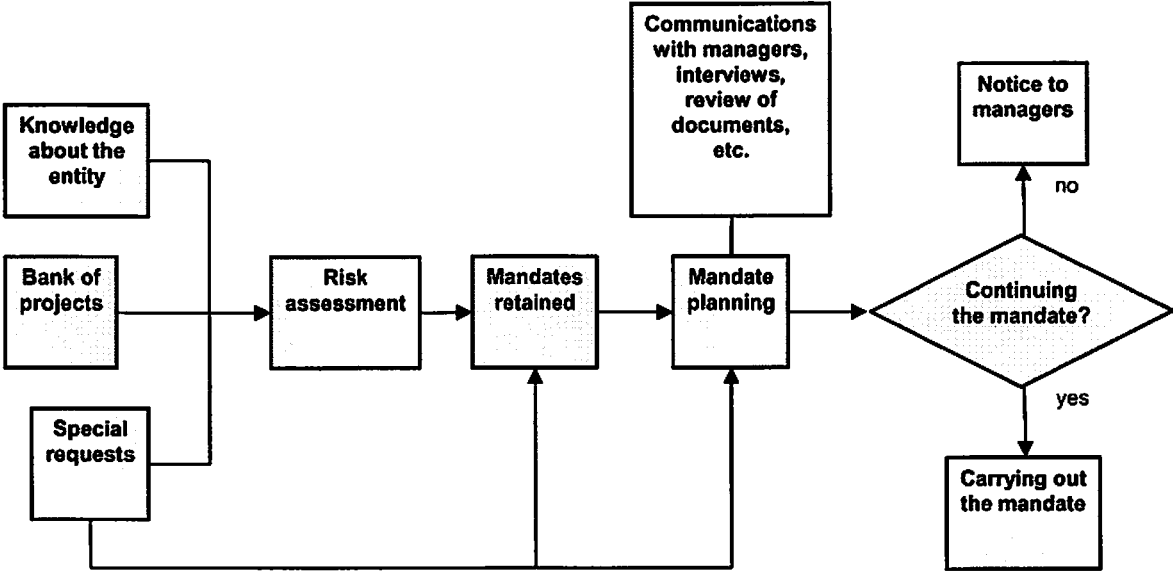 Communications
with managers,
interviews,
review of
documents,
etc.
Notice to
managers
Knowledge
about the
entity
no
Bank of
projects
Risk
assessment
Mandates
retained
Mandate
planning
Continuing
the mandate?
yes
Special
requests
Carrying out
the mandate